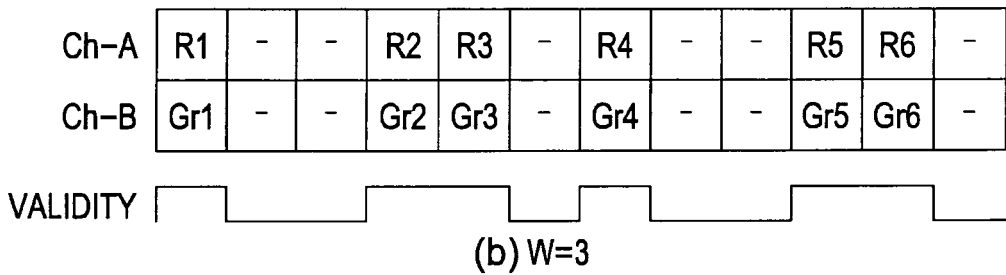 Ch-A R1 - - R2 R3 - R4 - - R5 R6 -
Ch-B Gr1 - - Gr2 Gr3 - Gr4 - - Gr5 Gr6 -
VALIDITY
(b) W=3